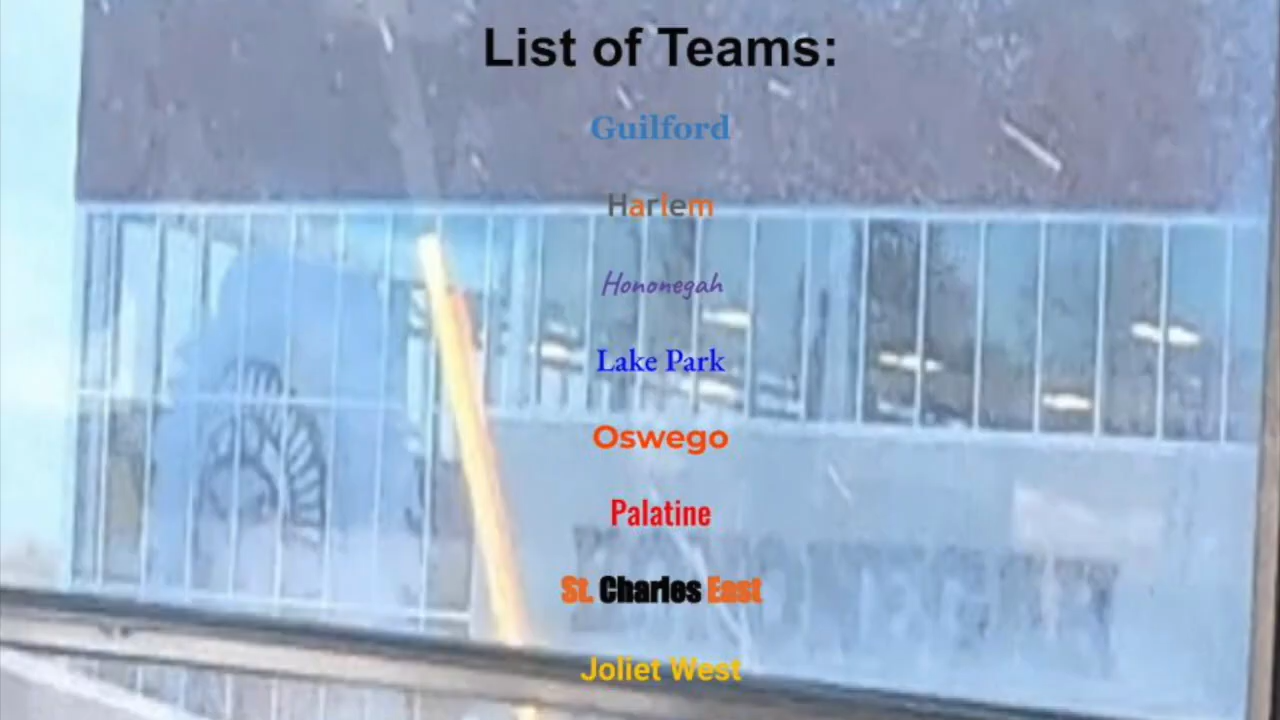 List of Teams:
Guilford
Harlem
Hononegah
Lake Park
Oswego
Palatine
St. Charles East
Joliet West